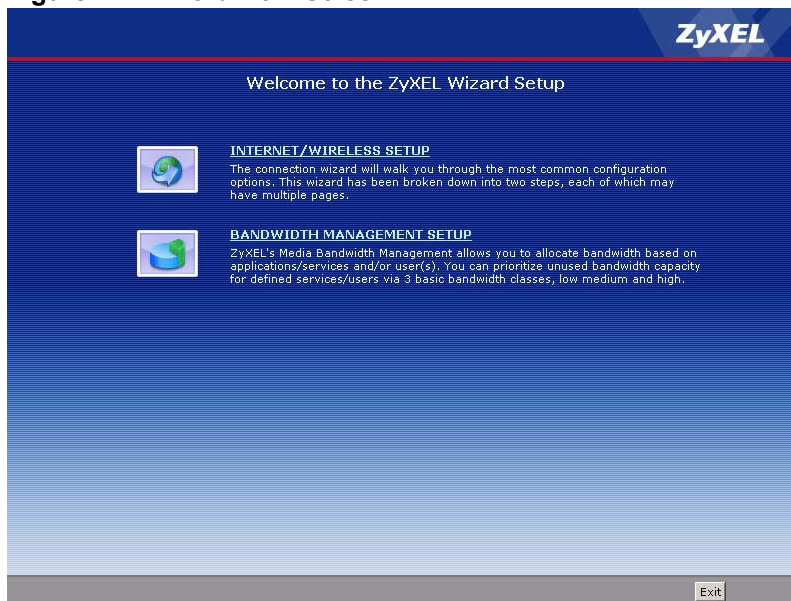 ZyXEL
Welcome to the ZyXEL Wizard Setup
INTERNET/WIRELESS SETUP
The connection wizard will walk you through the most common configuration
options. This wizard has been broken down into two steps, each of which may
have multiple pages.
BANDWIDTH MANAGEMENT SETUP
ZyXEL's Media Bandwidth Management allows you to allocate bandwidth based on
applications/services and/or user(s). You can prioritize unused bandwidth capacity
for defined services/users via 3 basic bandwidth classes, low medium and high.
Exit